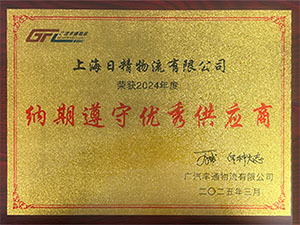 GFL
上海日精物流有限公司
荣获2024年度
纳期遵守优秀供应商
广汽丰通物流有限公司
二〇二五年三月